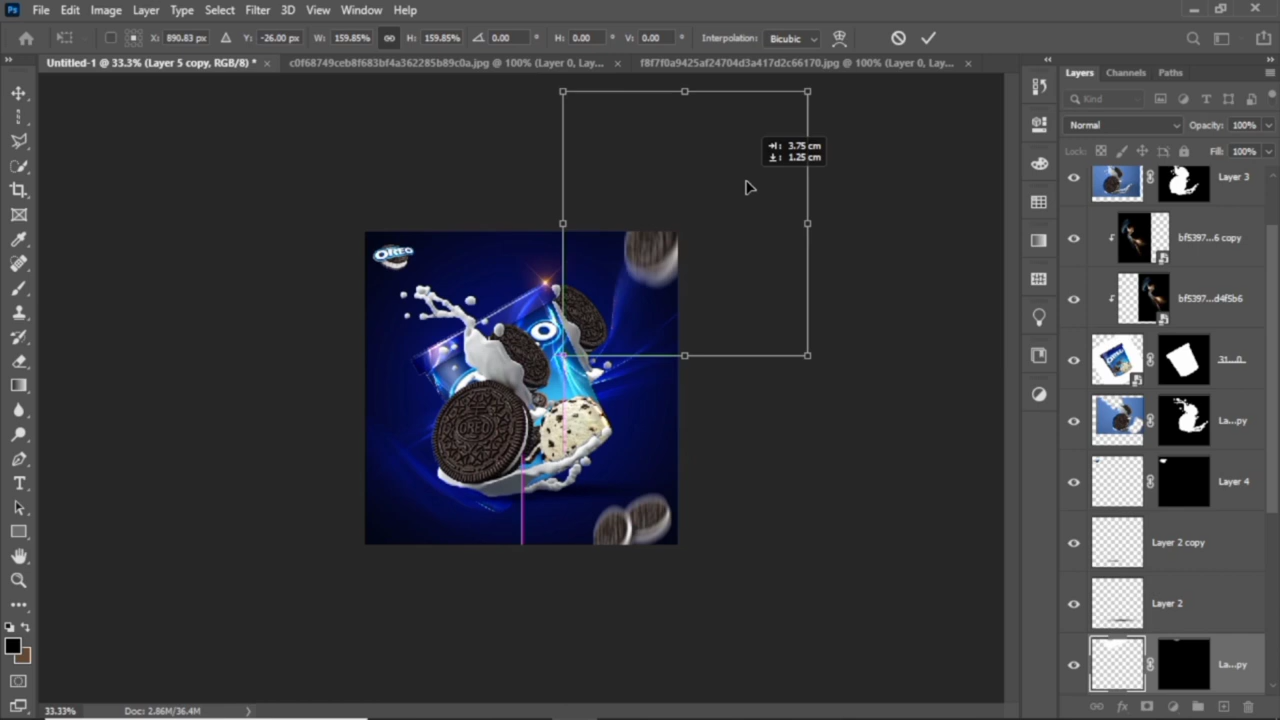 Ps File Edit Image Layer Type Select Filter 3D View Window Help
X: 890.83 px Y: -26.00 px W: 159.85% H: 159.85% 0.00 ° H: 0.00 ° V: 0.00 ° Interpolation: Bicubic
Untitled-1 @ 33.3% (Layer 5 copy, RGB/8) * × c0f68749ceb8f683bf4a362285b89c0a.jpg @ 100% (Layer 0, Lay... × f8f7f0a9425af24704d3a417d2c66170.jpg @ 100% (Layer 0, Lay... ×
Layers Channels Paths
Kind
Normal Opacity: 100%
Lock: Fill: 100%
Layer 3
bf5397...6 copy
bf5397...d4f5b6
31...0...
La...py
Layer 4
Layer 2 copy
Layer 2
La...py
3.75 cm
1.25 cm
OREO
OREO
33.33% Doc: 2.86M/36.4M